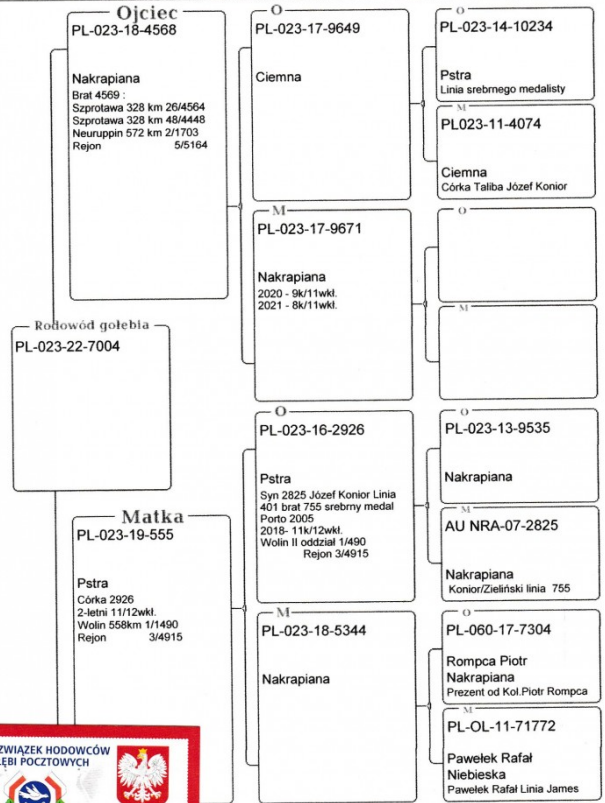 Ojciec
PL-023-18-4568
Nakrapiana
Brat 4569 :
Szprotawa 328 km 26/4564
Szprotawa 328 km 48/4448
Neuruppin 572 km 2/1703
Rejon 5/5164
O
PL-023-17-9649
Ciemna
O
PL-023-14-10234
Pstra
Linia srebrnego medalisty
M
PL023-11-4074
Ciemna
Córka Taliba Józef Konior
M
PL-023-17-9671
Nakrapiana
2020 - 9k/11wkł.
2021 - 8k/11wkł.
O
M
Rodowód gołębia
PL-023-22-7004
Matka
PL-023-19-555
Pstra
Córka 2926
2-letni 11/12wkł.
Wolin 558km 1/1490
Rejon 3/4915
O
PL-023-16-2926
Pstra
Syn 2825 Józef Konior Linia
401 brat 755 srebrny medal
Porto 2005
2018- 11k/12wkł.
Wolin II oddział 1/490
Rejon 3/4915
O
PL-023-13-9535
Nakrapiana
M
AU NRA-07-2825
Nakrapiana
Konior/Zieliński linia 755
M
PL-023-18-5344
Nakrapiana
O
PL-060-17-7304
Rompca Piotr
Nakrapiana
Prezent od Kol.Piotr Rompca
M
PL-OL-11-71772
Pawełek Rafał
Niebieska
Pawełek Rafał Linia James
ZWIĄZEK HODOWCÓW
ĘBI POCZTOWYCH